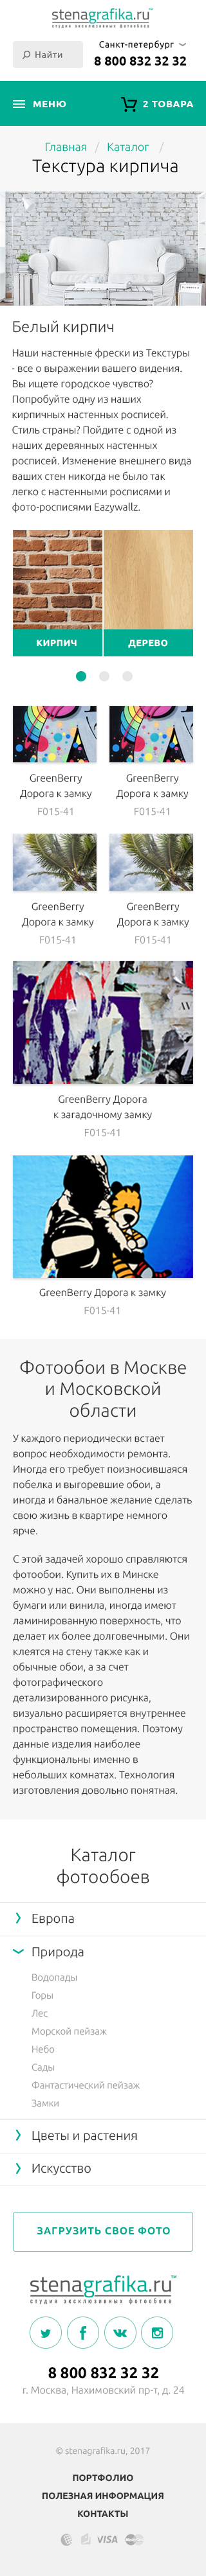 stenagrafika.ru™
студия эксклюзивных фотообоев
Найти
Санкт-петербург
8 800 832 32 32
МЕНЮ
2 ТОВАРА
Главная / Каталог /
Текстура кирпича
Белый кирпич
Наши настенные фрески из Текстуры
- все о выражении вашего видения.
Вы ищете городское чувство?
Попробуйте одну из наших
кирпичных настенных росписей.
Стиль страны? Пойдите с одной из
наших деревянных настенных
росписей. Изменение внешнего вида
ваших стен никогда не было так
легко с настенными росписями и
фото-росписями Eazywallz.
КИРПИЧ
ДЕРЕВО
GreenBerry
Дорога к замку
F015-41
GreenBerry
Дорога к замку
F015-41
GreenBerry
Дорога к замку
F015-41
GreenBerry
Дорога к замку
F015-41
GreenBerry Дорога
к загадочному замку
F015-41
GreenBerry Дорога к замку
F015-41
Фотообои в Москве
и Московской
области
У каждого периодически встает
вопрос необходимости ремонта.
Иногда его требует поизносившаяся
побелка и выгоревшие обои, а
иногда и банальное желание сделать
свою жизнь в квартире немного
ярче.
С этой задачей хорошо справляются
фотообои. Купить их в Минске
можно у нас. Они выполнены из
бумаги или винила, иногда имеют
ламинированную поверхность, что
делает их более долговечными. Они
клеятся на стену также как и
обычные обои, а за счет
фотографического
детализированного рисунка,
визуально расширяется внутреннее
пространство помещения. Поэтому
данные изделия наиболее
функциональны именно в
небольших комнатах. Технология
изготовления довольно понятная.
Каталог
фотообоев
Европа
Природа
Водопады
Горы
Лес
Морской пейзаж
Небо
Сады
Фантастический пейзаж
Замки
Цветы и растения
Искусство
ЗАГРУЗИТЬ СВОЕ ФОТО
stenagrafika.ru™
студия эксклюзивных фотообоев
8 800 832 32 32
г. Москва, Нахимовский пр-т, д. 24
© stenagrafika.ru, 2017
ПОРТФОЛИО
ПОЛЕЗНАЯ ИНФОРМАЦИЯ
КОНТАКТЫ
VISA